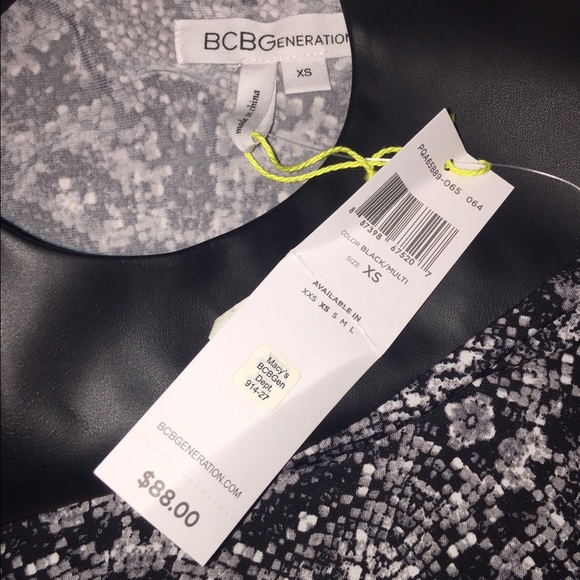 BCBGENERATION
XS
made in china
PQA65B89-065 064
8 87398 67520 7
COLOR BLACK/MULTI
SIZE XS
AVAILABLE IN
XXS XS S M L
Macy's
BCBGen
Dept.
914-27
BCBGENERATION.COM
$88.00